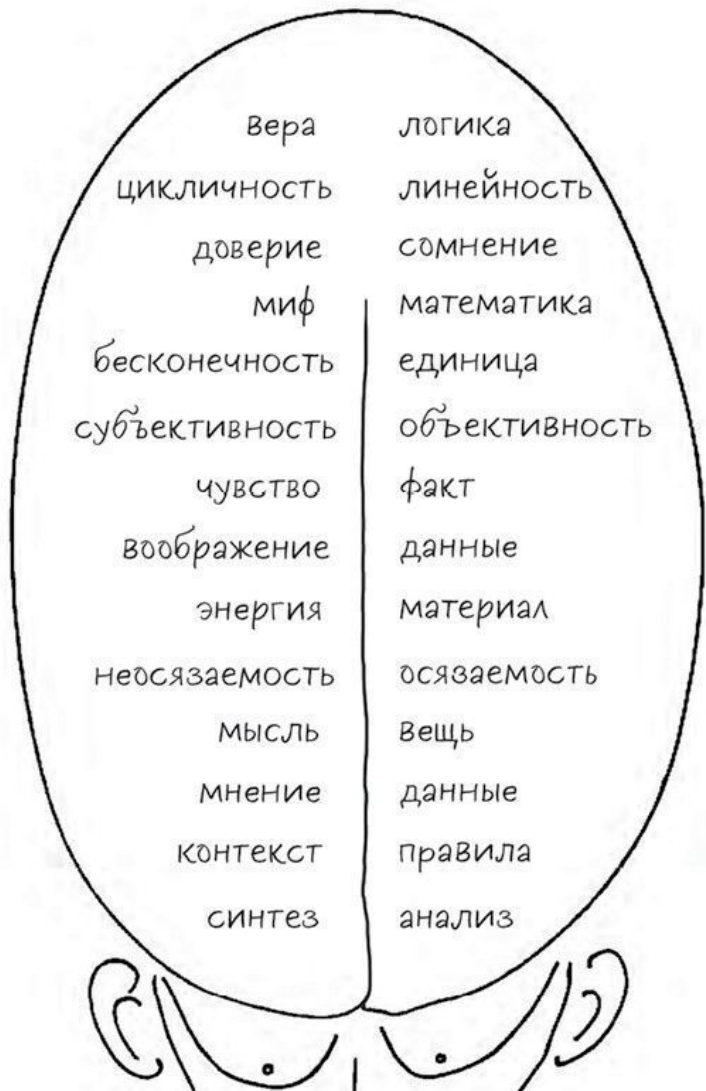 вера логика
цикличность линейность
доверие сомнение
миф математика
бесконечность единица
субъективность объективность
чувство факт
воображение данные
энергия материал
неосязаемость осязаемость
мысль вещь
мнение данные
контекст правила
синтез анализ